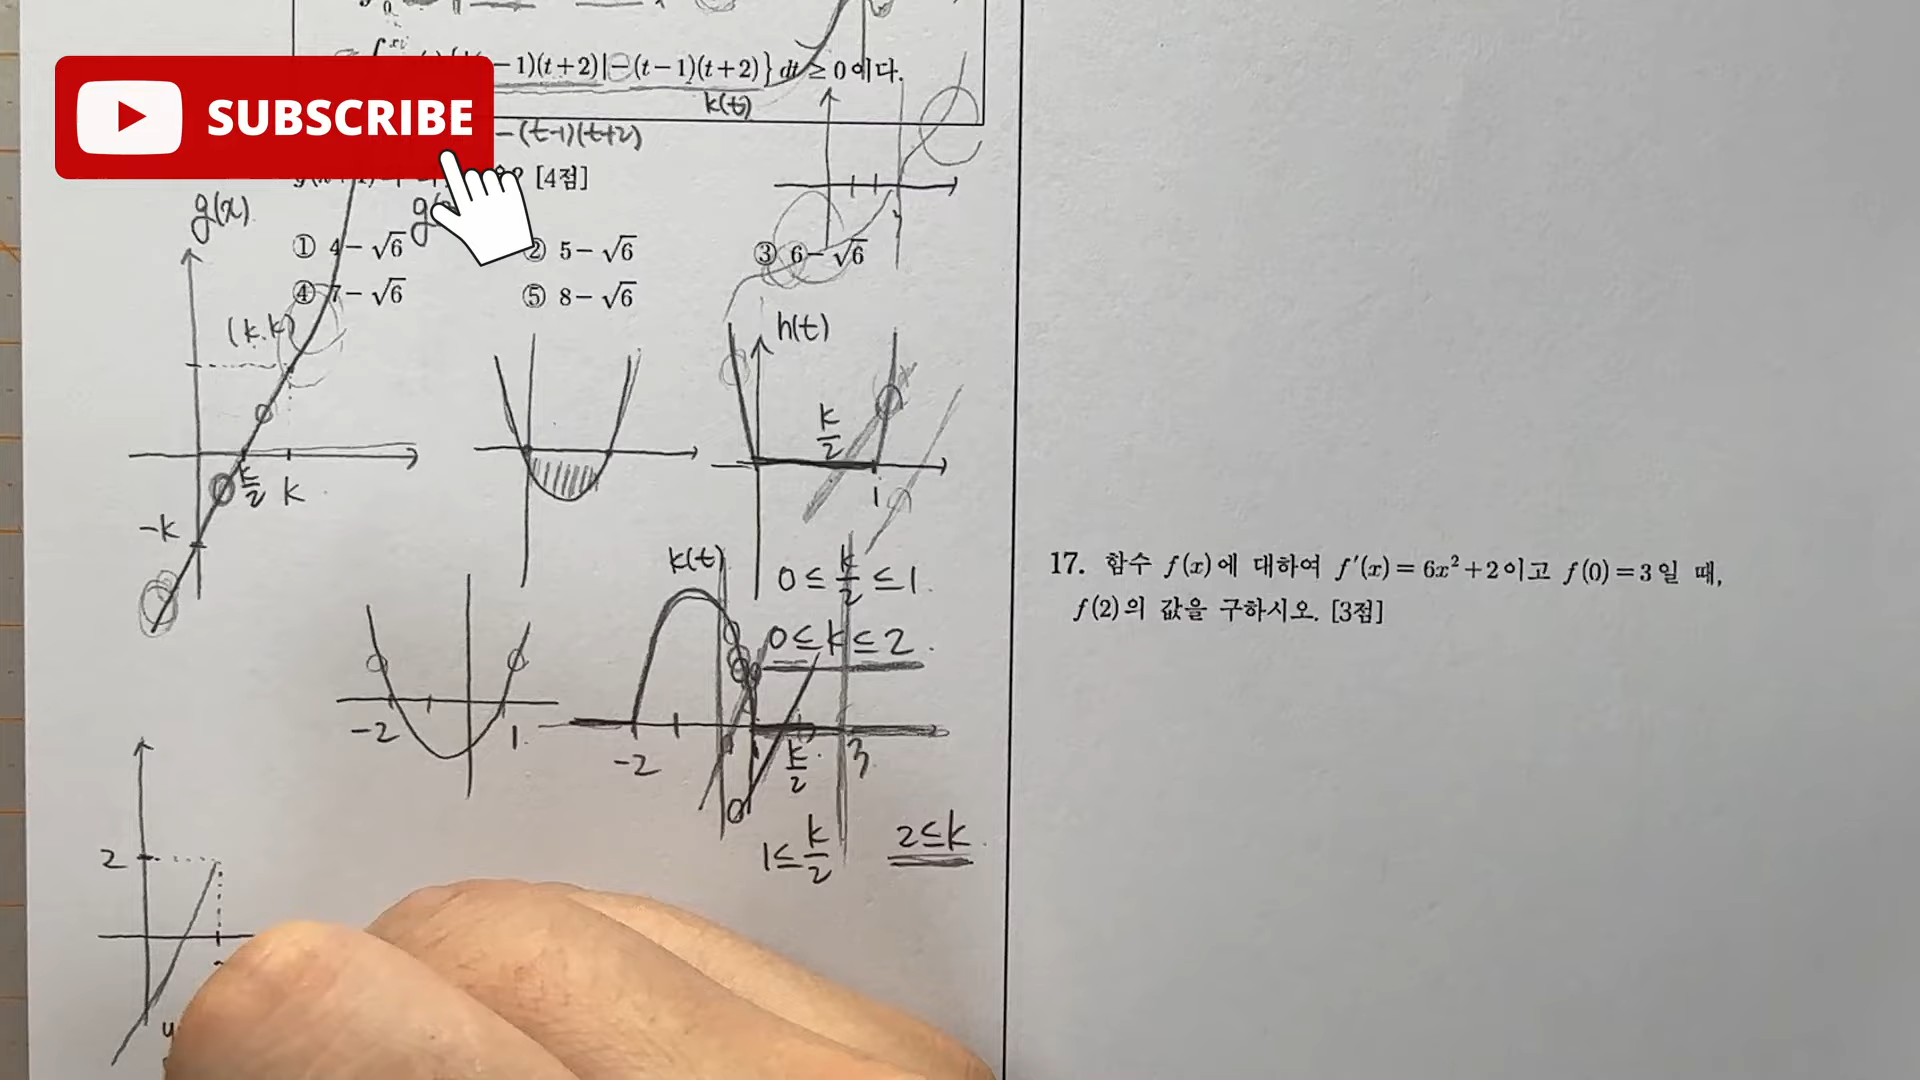 − 1)(t+2)|−(t−1)(t+2)} dt ≥ 0이다.
k(t)
SUBSCRIBE
−(t−1)(t+2)
[4점]
g(x)
① 4−√6
② 5−√6
③ 6−√6
④ 7−√6
⑤ 8−√6
(k.k)
h(t)
k/2
k/2 k
−k
1
k(t)
0 ≤ k/2 ≤ 1.
0 ≤ k ≤ 2.
−2
1.
−2
k/2.
3
1 ≤ k/2
2 ≤ k.
2
17. 함수 f(x)에 대하여 f′(x)= 6x²+2이고 f(0)=3일 때,
f(2)의 값을 구하시오. [3점]